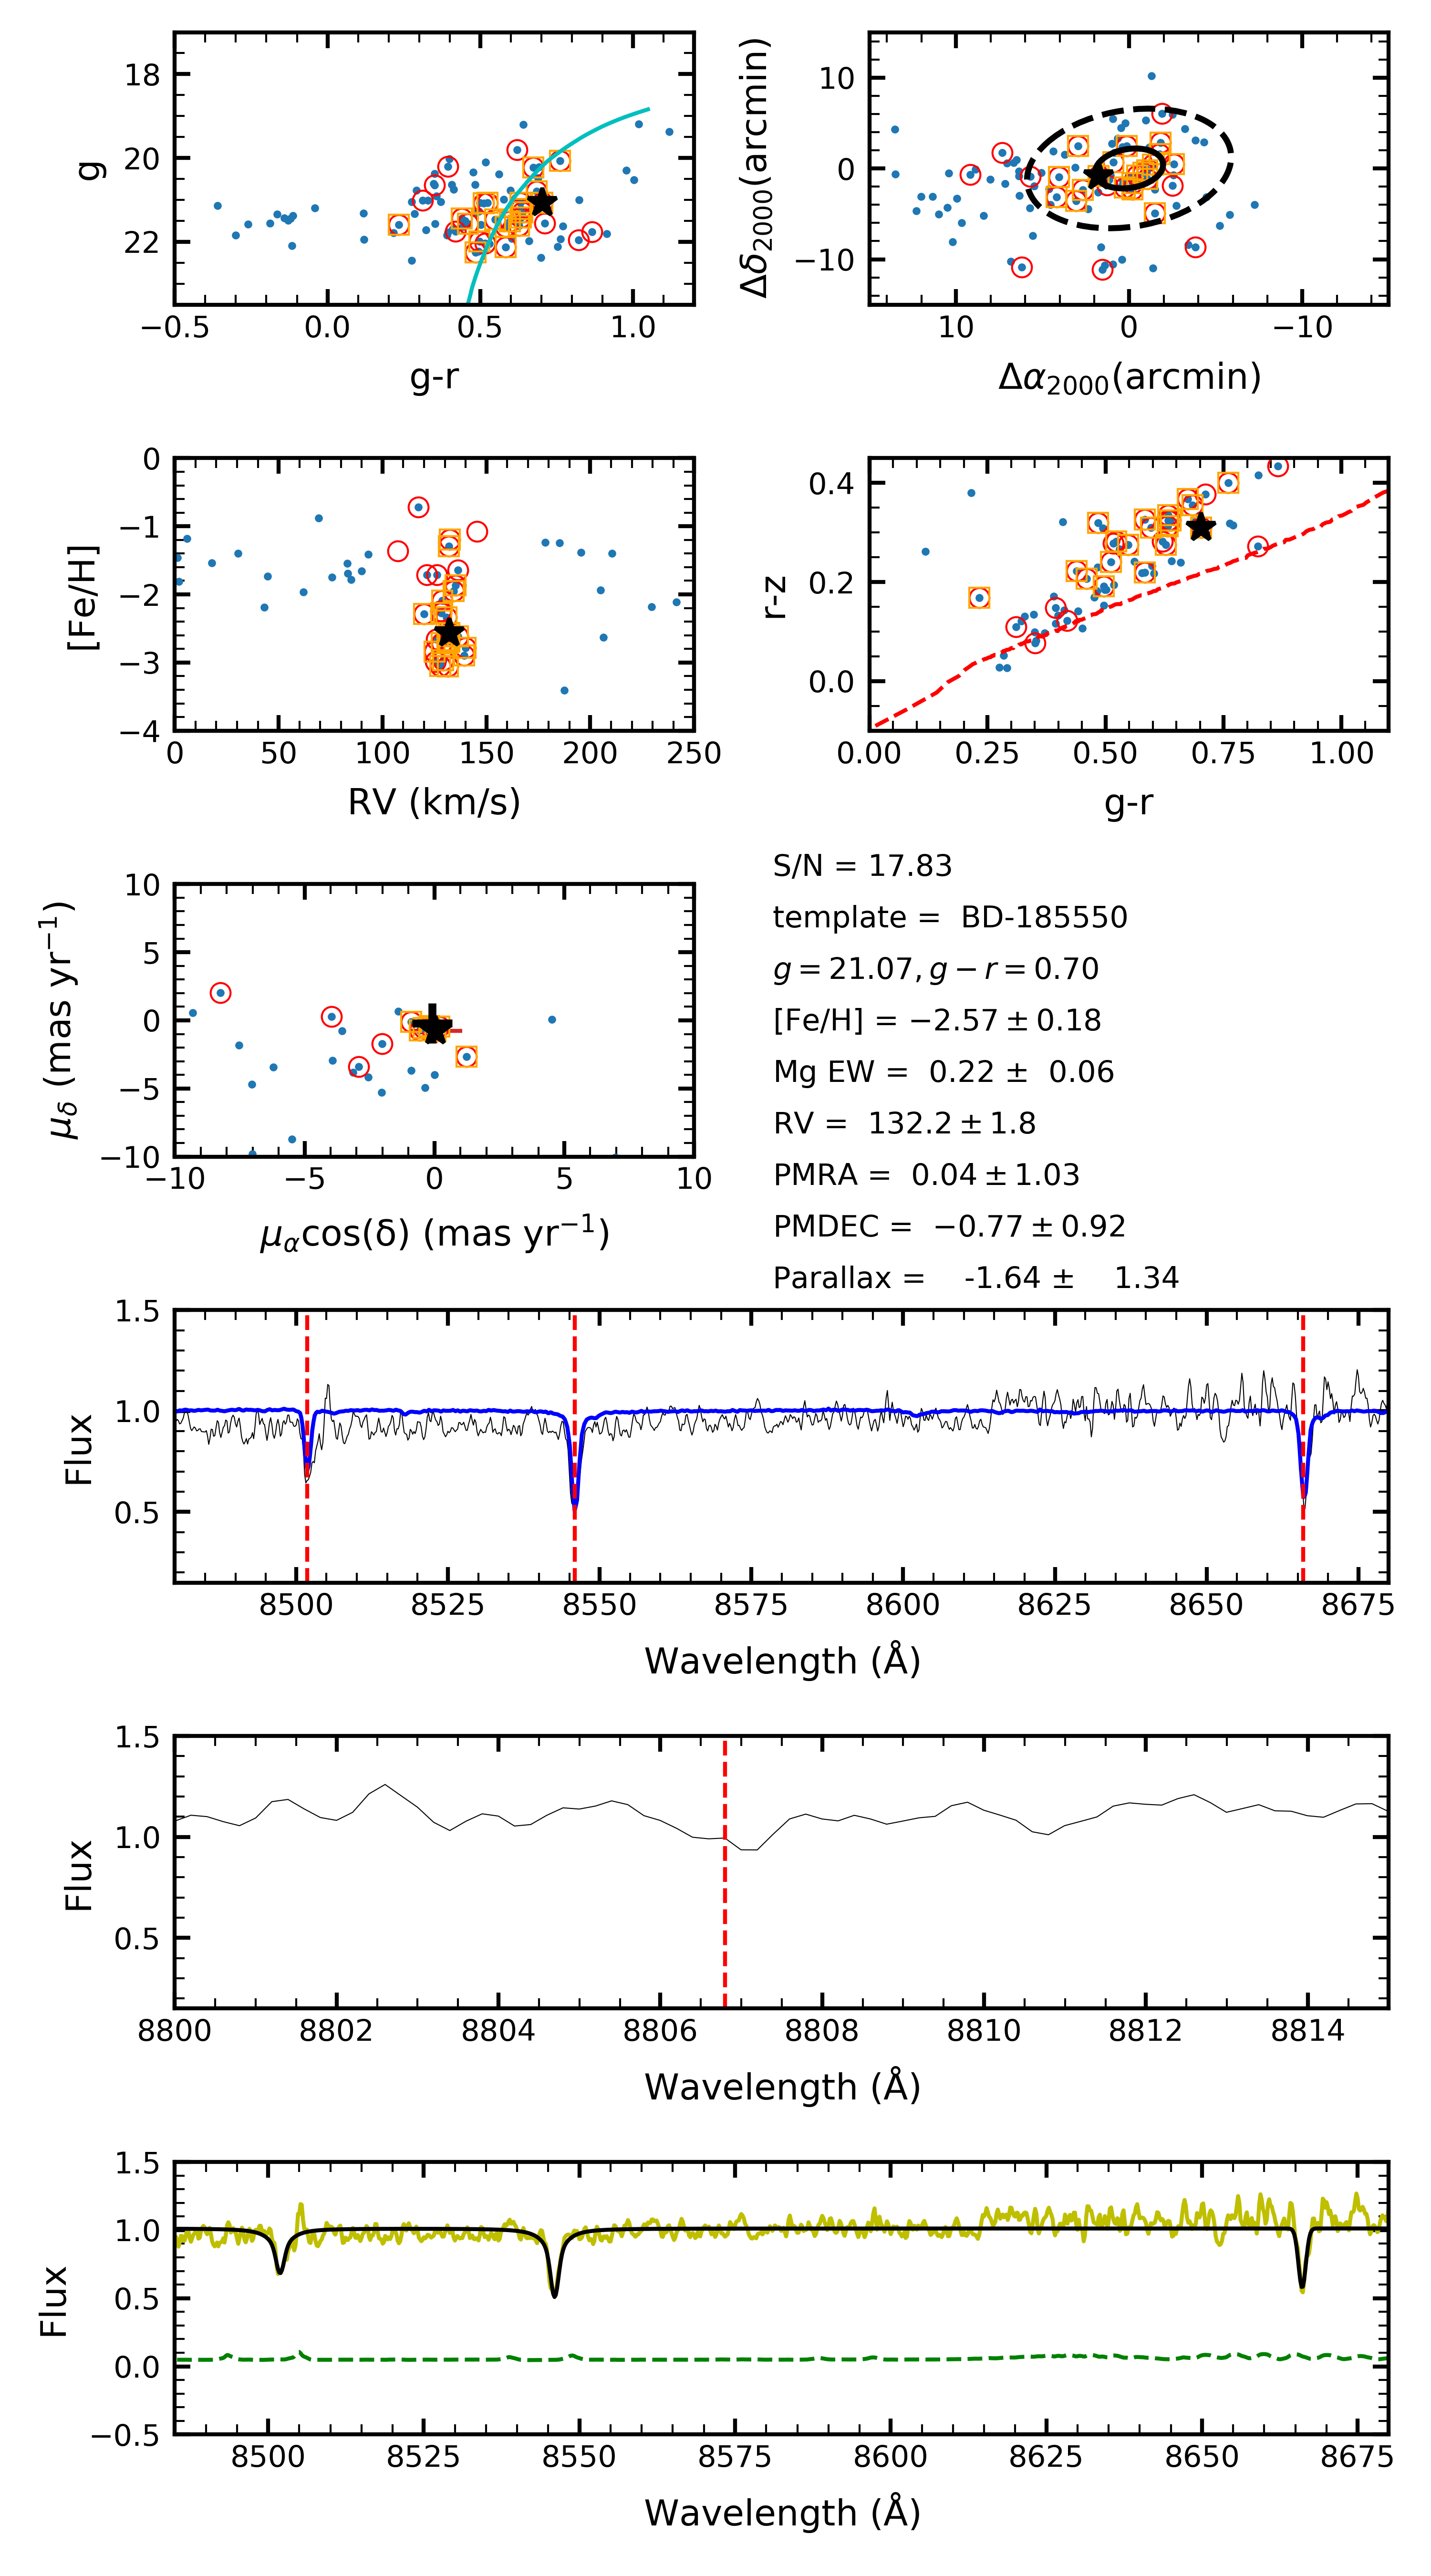 18
20
22
g
−0.5 0.0 0.5 1.0
g-r
10
0
−10
Δδ2000(arcmin)
10 0 −10
Δα2000(arcmin)
0
−1
−2
−3
−4
[Fe/H]
0 50 100 150 200 250
RV (km/s)
0.4
0.2
0.0
r-z
0.00 0.25 0.50 0.75 1.00
g-r
10
5
0
−5
−10
μδ (mas yr−1)
−10 −5 0 5 10
μαcos(δ) (mas yr−1)
S/N = 17.83
template = BD-185550
g = 21.07, g − r = 0.70
[Fe/H] = −2.57 ± 0.18
Mg EW = 0.22 ± 0.06
RV = 132.2 ± 1.8
PMRA = 0.04 ± 1.03
PMDEC = −0.77 ± 0.92
Parallax = -1.64 ± 1.34
1.5
1.0
0.5
Flux
8500 8525 8550 8575 8600 8625 8650 8675
Wavelength (Å)
1.5
1.0
0.5
Flux
8800 8802 8804 8806 8808 8810 8812 8814
Wavelength (Å)
1.5
1.0
0.5
0.0
−0.5
Flux
8500 8525 8550 8575 8600 8625 8650 8675
Wavelength (Å)